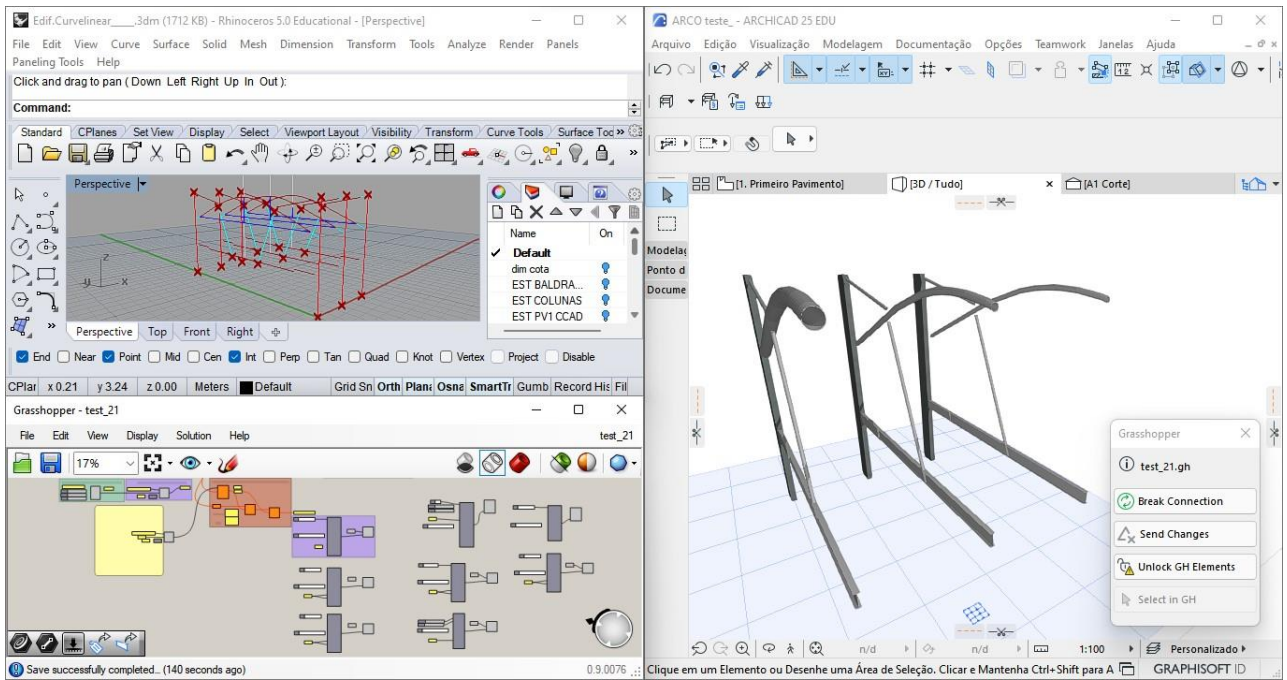 Edif.Curvelinear____.3dm (1712 KB) - Rhinoceros 5.0 Educational - [Perspective]
File Edit View Curve Surface Solid Mesh Dimension Transform Tools Analyze Render Panels
Paneling Tools Help
Click and drag to pan ( Down Left Right Up In Out ):
Command:
Standard CPlanes Set View Display Select Viewport Layout Visibility Transform Curve Tools Surface Toc »
»
Perspective
z
y x
Name On
Default
dim cota
EST BALDRA...
EST COLUNAS
EST PV1 CCAD
»
Perspective Top Front Right
End Near Point Mid Cen Int Perp Tan Quad Knot Vertex Project Disable
CPlar x 0.21 y 3.24 z 0.00 Meters Default Grid Sn Orth Plana Osna SmartTr Gumb Record His Fil
Grasshopper - test_21
File Edit View Display Solution Help test_21
17%
Save successfully completed... (140 seconds ago) 0.9.0076
ARCO teste_ - ARCHICAD 25 EDU
Arquivo Edição Visualização Modelagem Documentação Opções Teamwork Janelas Ajuda
[1. Primeiro Pavimento] [3D / Tudo] [A1 Corte]
Modelag
Ponto d
Docume
Grasshopper
test_21.gh
Break Connection
Send Changes
Unlock GH Elements
Select in GH
n/d n/d 1:100 Personalizado
Clique em um Elemento ou Desenhe uma Área de Seleção. Clicar e Mantenha Ctrl+Shift para A GRAPHISOFT ID